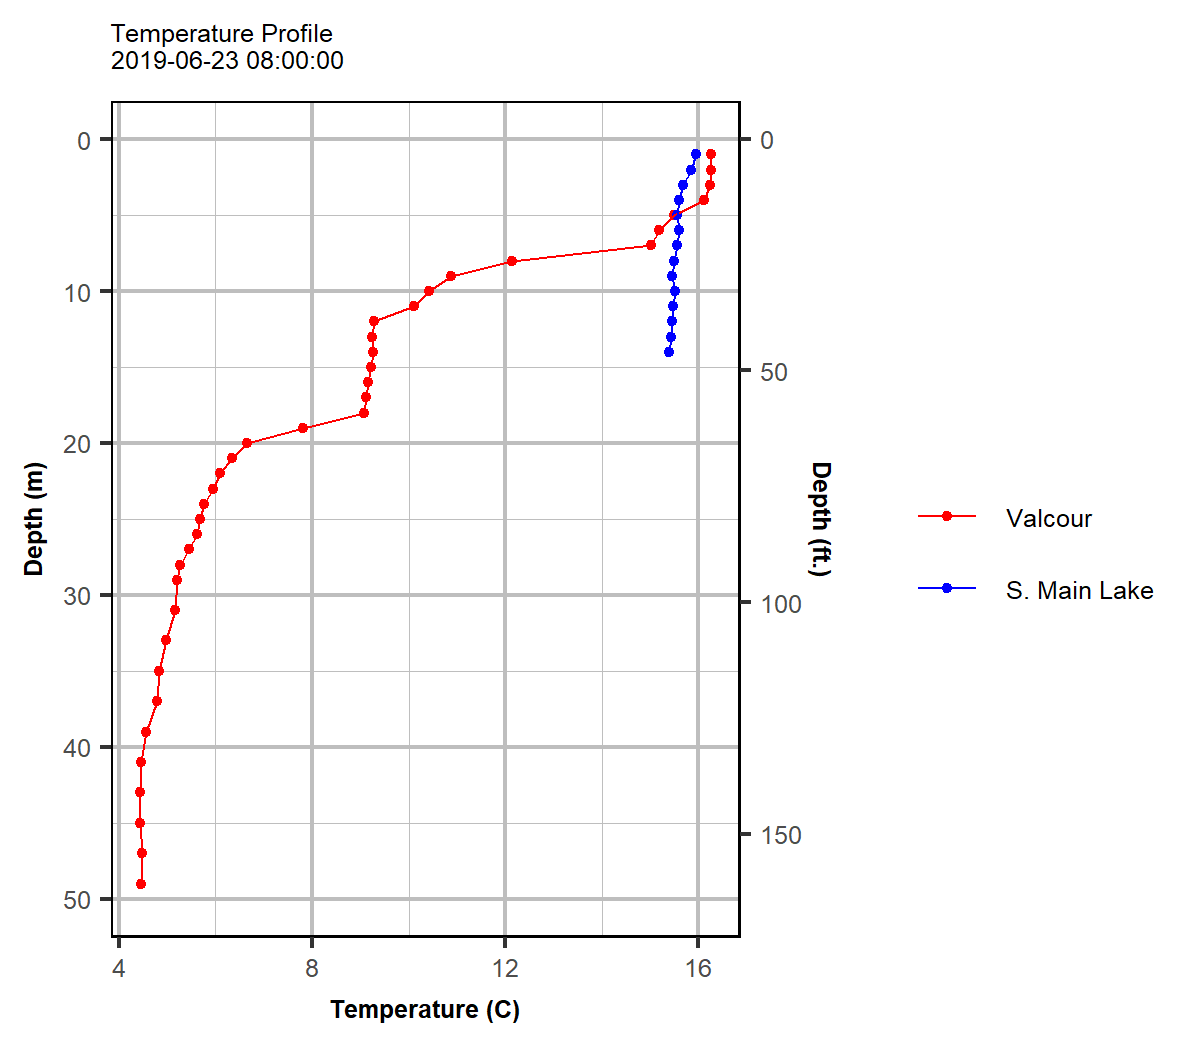 Temperature Profile
2019-06-23 08:00:00
0
10
20
30
40
50
Depth (m)
4
8
12
16
Temperature (C)
0
50
100
150
Depth (ft.)
Valcour
S. Main Lake